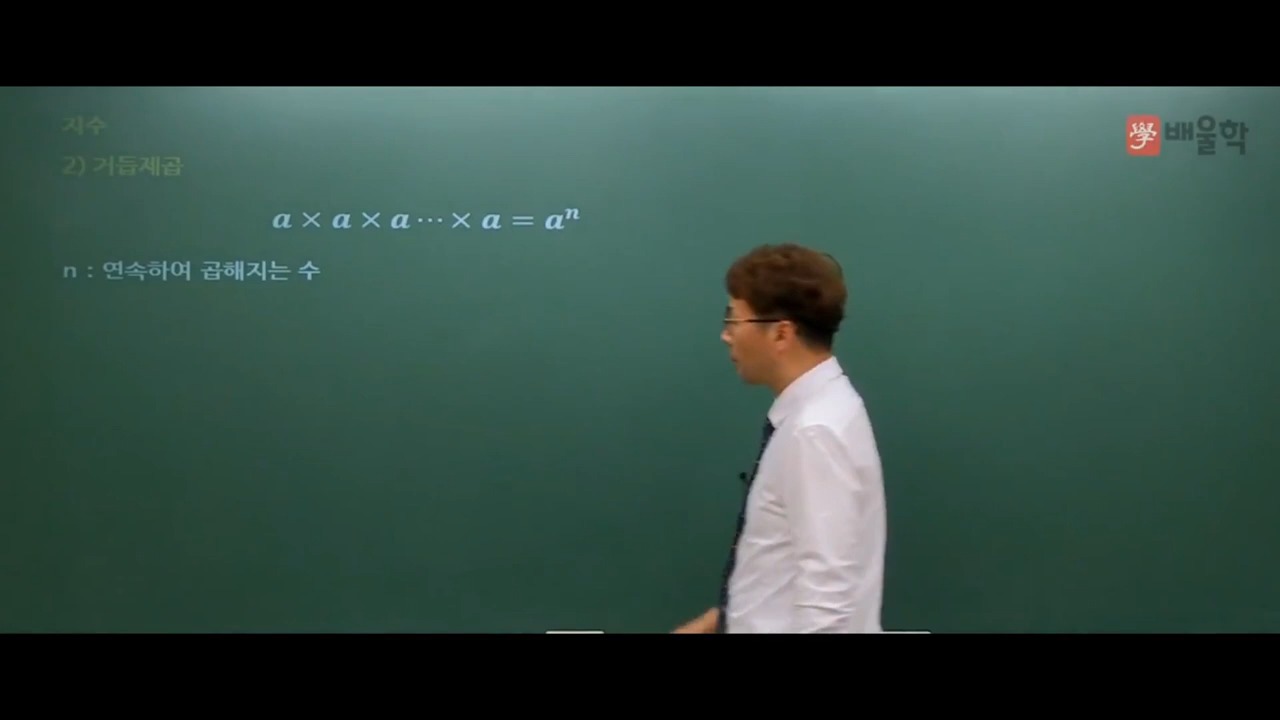 지수
學 배울학
2) 거듭제곱
a × a × a ⋯ × a = aⁿ
n : 연속하여 곱해지는 수